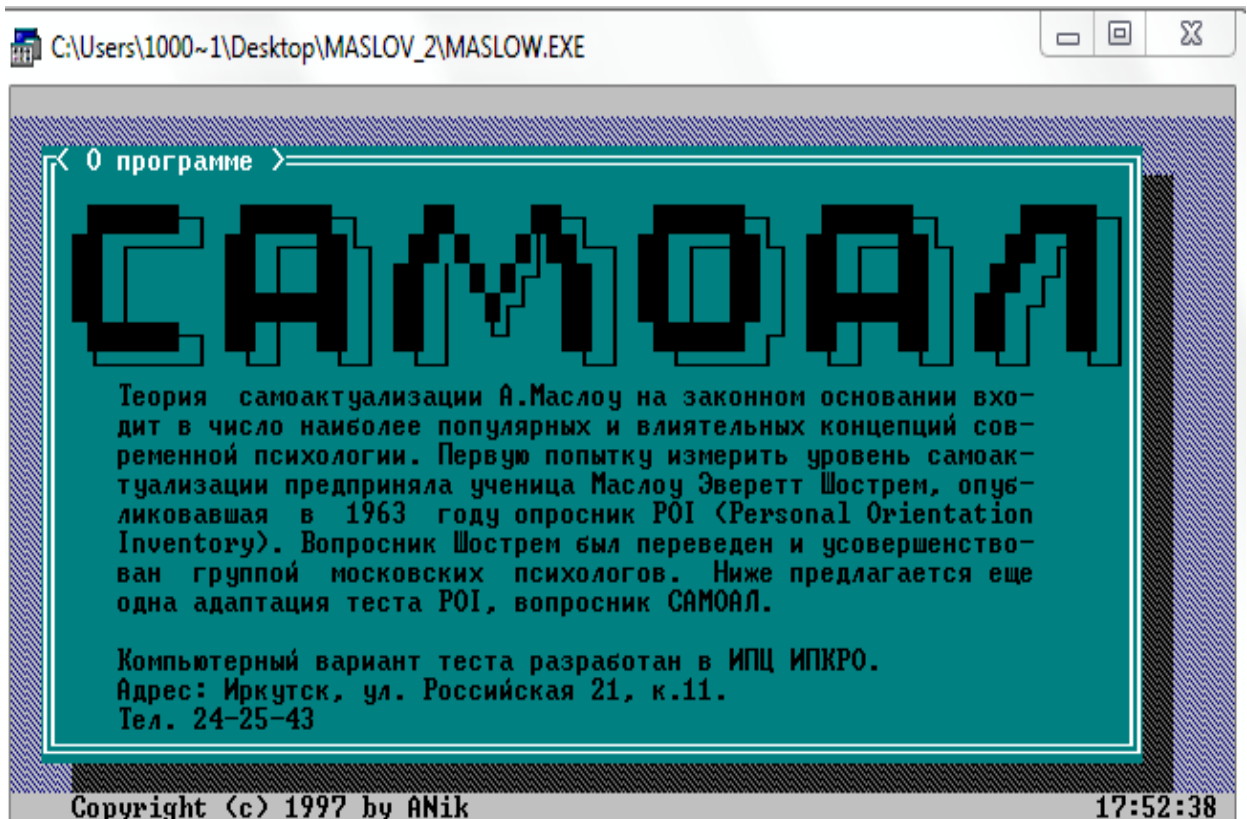 C:\Users\1000~1\Desktop\MASLOV_2\MASLOW.EXE
< О программе >
САМОАЛ
Теория самоактуализации А.Маслоу на законном основании вхо-
дит в число наиболее популярных и влиятельных концепций сов-
ременной психологии. Первую попытку измерить уровень самоак-
туализации предприняла ученица Маслоу Эверетт Шострем, опуб-
ликовавшая в 1963 году опросник POI (Personal Orientation
Inventory). Вопросник Шострем был переведен и усовершенство-
ван группой московских психологов. Ниже предлагается еще
одна адаптация теста POI, вопросник САМОАЛ.
Компьютерный вариант теста разработан в ИПЦ ИПКРО.
Адрес: Иркутск, ул. Российская 21, к.11.
Тел. 24-25-43
Copyright (c) 1997 by ANik 17:52:38